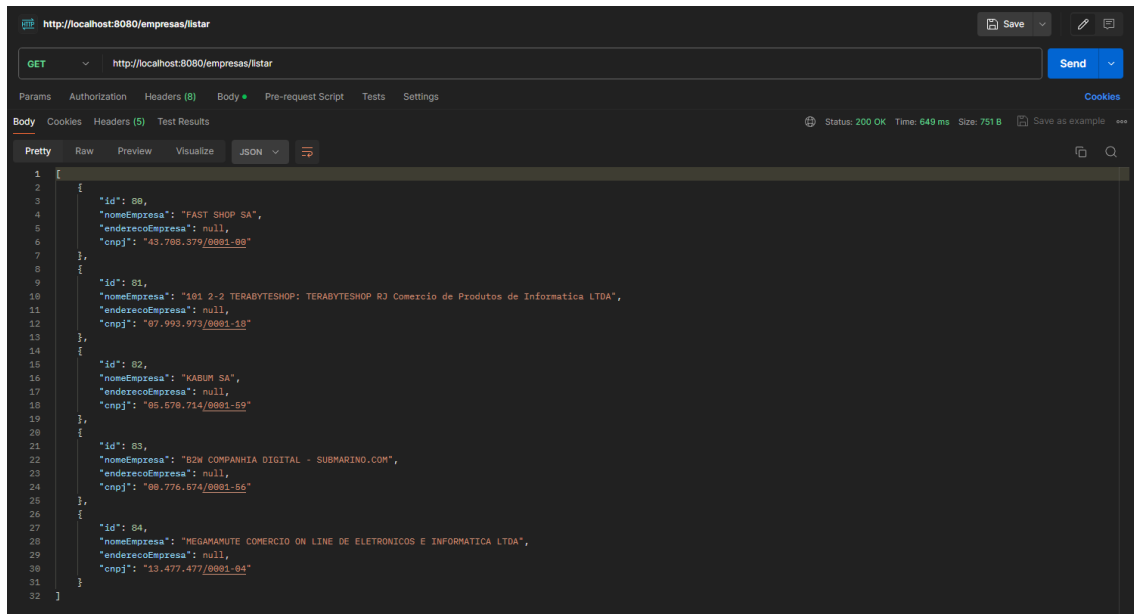 HTTP http://localhost:8080/empresas/listar Save
GET http://localhost:8080/empresas/listar Send
Params Authorization Headers (8) Body Pre-request Script Tests Settings Cookies
Body Cookies Headers (5) Test Results Status: 200 OK Time: 649 ms Size: 751 B Save as example
Pretty Raw Preview Visualize JSON
1 [
2 {
3 "id": 80,
4 "nomeEmpresa": "FAST SHOP SA",
5 "enderecoEmpresa": null,
6 "cnpj": "43.708.379/0001-00"
7 },
8 {
9 "id": 81,
10 "nomeEmpresa": "101 2-2 TERABYTESHOP: TERABYTESHOP RJ Comercio de Produtos de Informatica LTDA",
11 "enderecoEmpresa": null,
12 "cnpj": "07.993.973/0001-18"
13 },
14 {
15 "id": 82,
16 "nomeEmpresa": "KABUM SA",
17 "enderecoEmpresa": null,
18 "cnpj": "05.570.714/0001-59"
19 },
20 {
21 "id": 83,
22 "nomeEmpresa": "B2W COMPANHIA DIGITAL - SUBMARINO.COM",
23 "enderecoEmpresa": null,
24 "cnpj": "00.776.574/0001-56"
25 },
26 {
27 "id": 84,
28 "nomeEmpresa": "MEGAMAMUTE COMERCIO ON LINE DE ELETRONICOS E INFORMATICA LTDA",
29 "enderecoEmpresa": null,
30 "cnpj": "13.477.477/0001-04"
31 }
32 ]